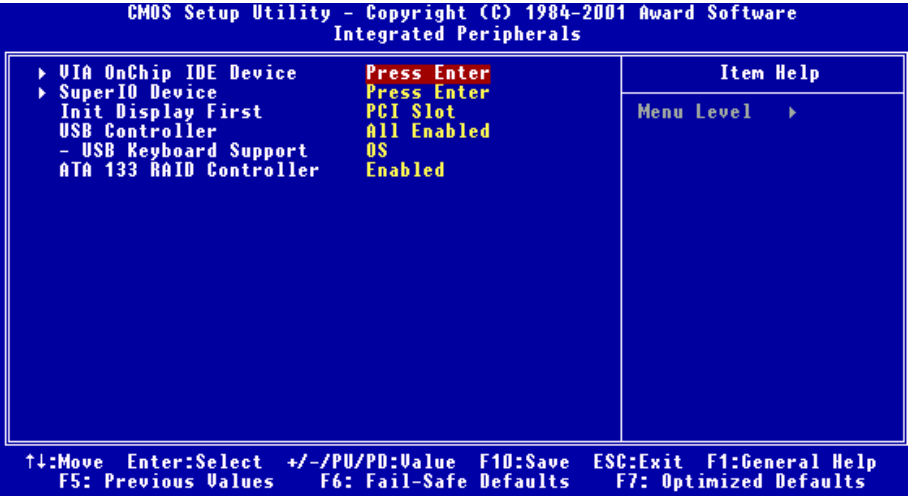 CMOS Setup Utility - Copyright (C) 1984-2001 Award Software
Integrated Peripherals
▸ VIA OnChip IDE Device Press Enter
▸ SuperIO Device Press Enter
Init Display First PCI Slot
USB Controller All Enabled
- USB Keyboard Support OS
ATA 133 RAID Controller Enabled
Item Help
Menu Level ▸
↑↓:Move Enter:Select +/-/PU/PD:Value F10:Save ESC:Exit F1:General Help
F5: Previous Values F6: Fail-Safe Defaults F7: Optimized Defaults